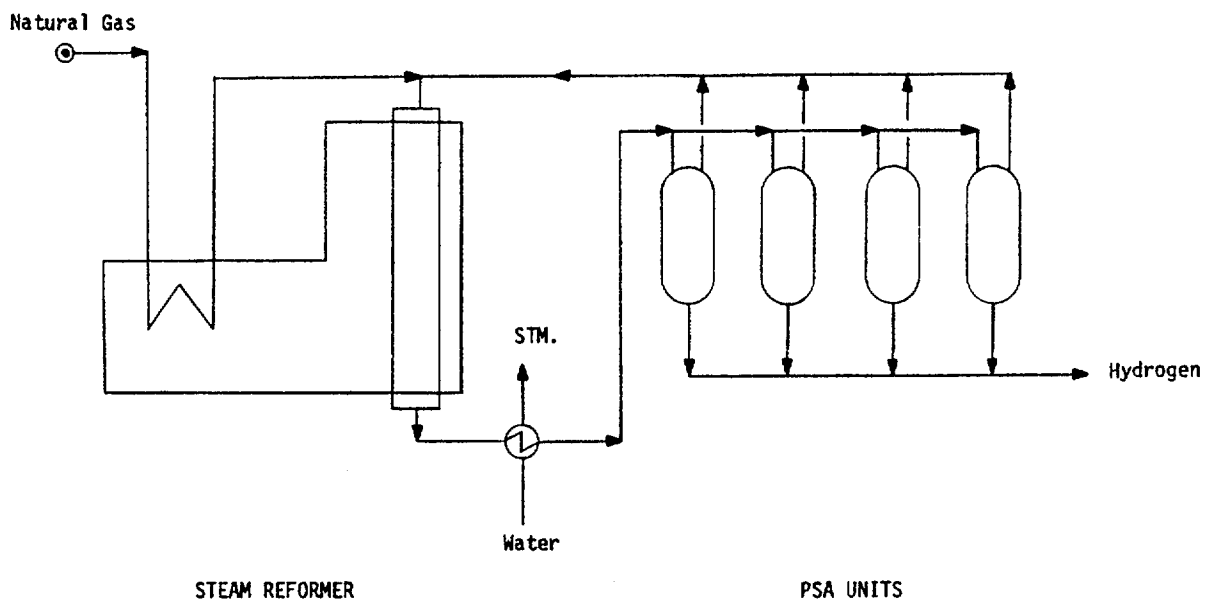 Natural Gas
STM.
Hydrogen
Water
STEAM REFORMER
PSA UNITS